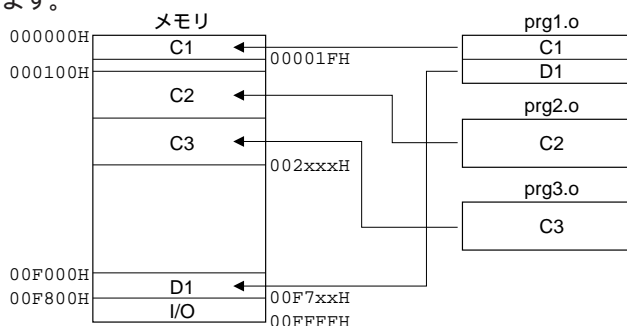 ます。
メモリ
000000H
C1
00001FH
000100H
C2
C3
002xxxH
00F000H
D1
00F7xxH
00F800H
I/O
00FFFFH
prg1.o
C1
D1
prg2.o
C2
prg3.o
C3